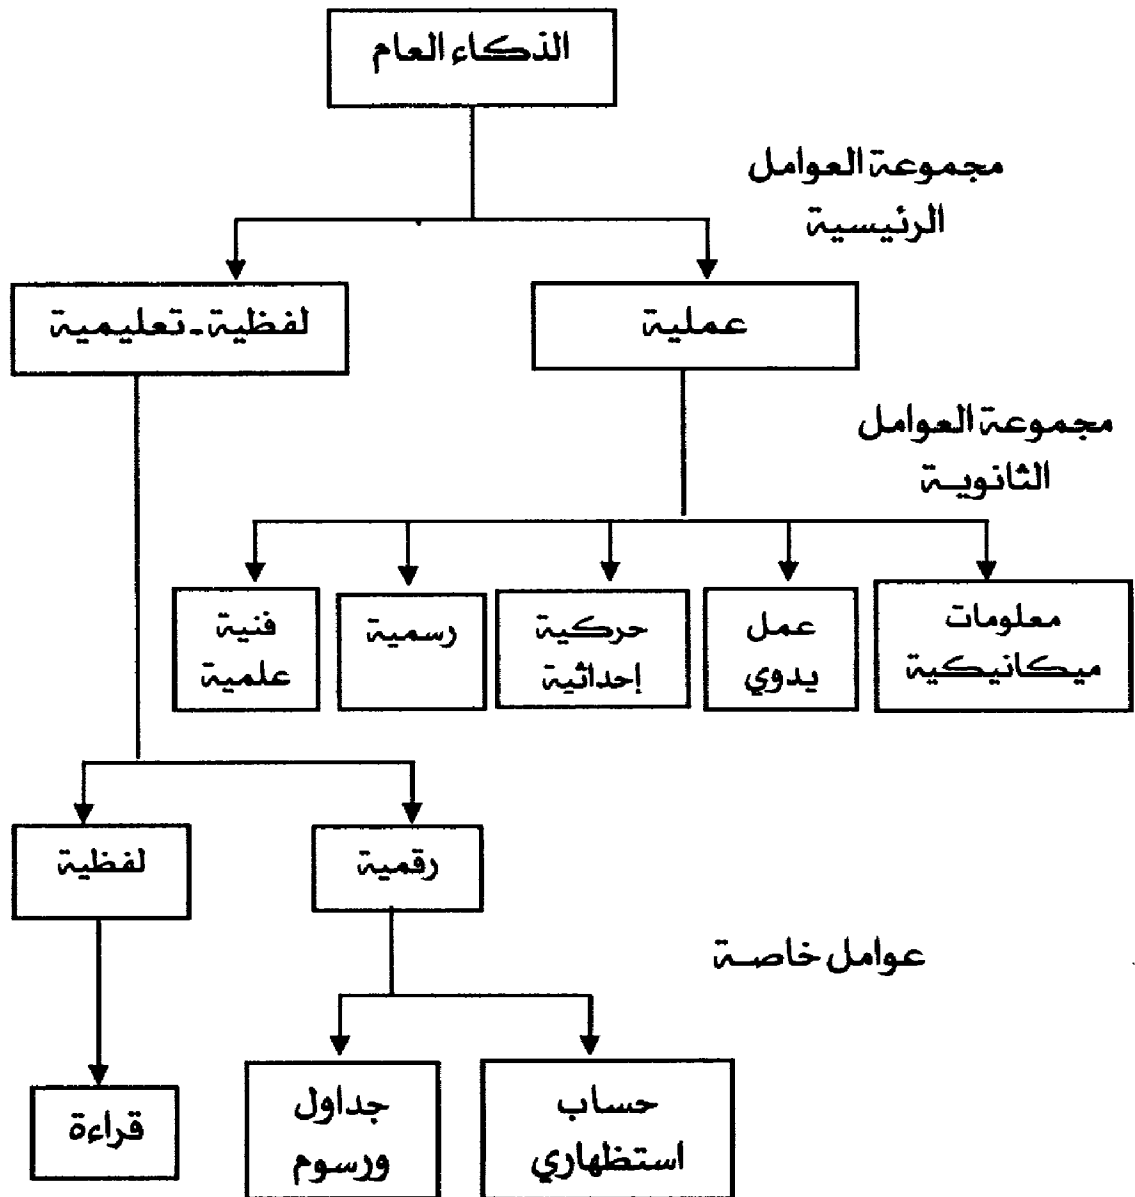 الذكاء العام
مجموعة العوامل
الرئيسية
عملية
لفظية - تعليمية
مجموعة العوامل
الثانوية
معلومات
ميكانيكية
عمل
يدوي
حركية
إحداثية
رسمية
فنية
علمية
رقمية
لفظية
عوامل خاصة
حساب
استظهاري
جداول
ورسوم
قراءة